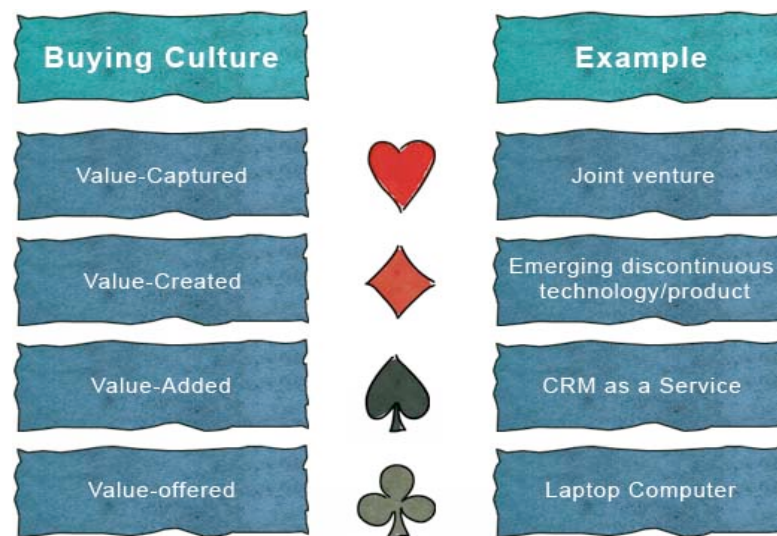 Buying Culture
Example
Value-Captured
Joint venture
Value-Created
Emerging discontinuous
technology/product
Value-Added
CRM as a Service
Value-offered
Laptop Computer